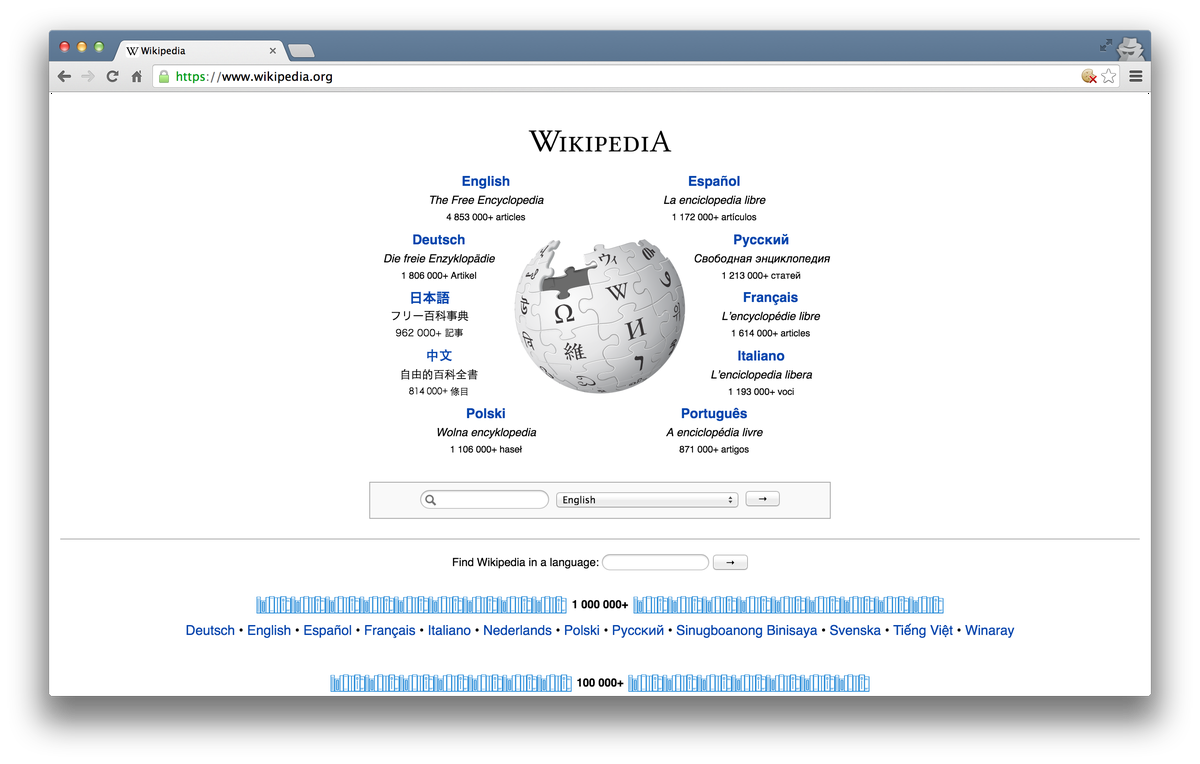 Wikipedia
https://www.wikipedia.org
WIKIPEDIA
English
The Free Encyclopedia
4 853 000+ articles
Español
La enciclopedia libre
1 172 000+ artículos
Deutsch
Die freie Enzyklopädie
1 806 000+ Artikel
Русский
Свободная энциклопедия
1 213 000+ статей
日本語
フリー百科事典
962 000+ 記事
Français
L'encyclopédie libre
1 614 000+ articles
中文
自由的百科全書
814 000+ 條目
Italiano
L'enciclopedia libera
1 193 000+ voci
Polski
Wolna encyklopedia
1 106 000+ haseł
Português
A enciclopédia livre
871 000+ artigos
Ω W И
維 ウィ
English →
Find Wikipedia in a language: →
1 000 000+
Deutsch • English • Español • Français • Italiano • Nederlands • Polski • Русский • Sinugboanong Binisaya • Svenska • Tiếng Việt • Winaray
100 000+